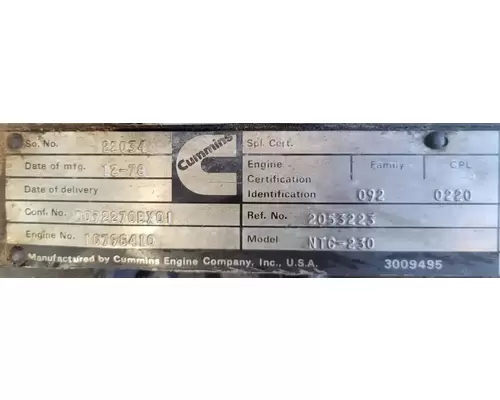 So. No. 22034
Date of mfg. 12-78
Date of delivery
Conf. No.
Engine No.
Cummins
Spl. Cert.
Engine Certification Identification
Family 092
CPL 0220
Ref. No. 2053223
Model NTC-230
Manufactured by Cummins Engine Company, Inc., U.S.A. 3009495